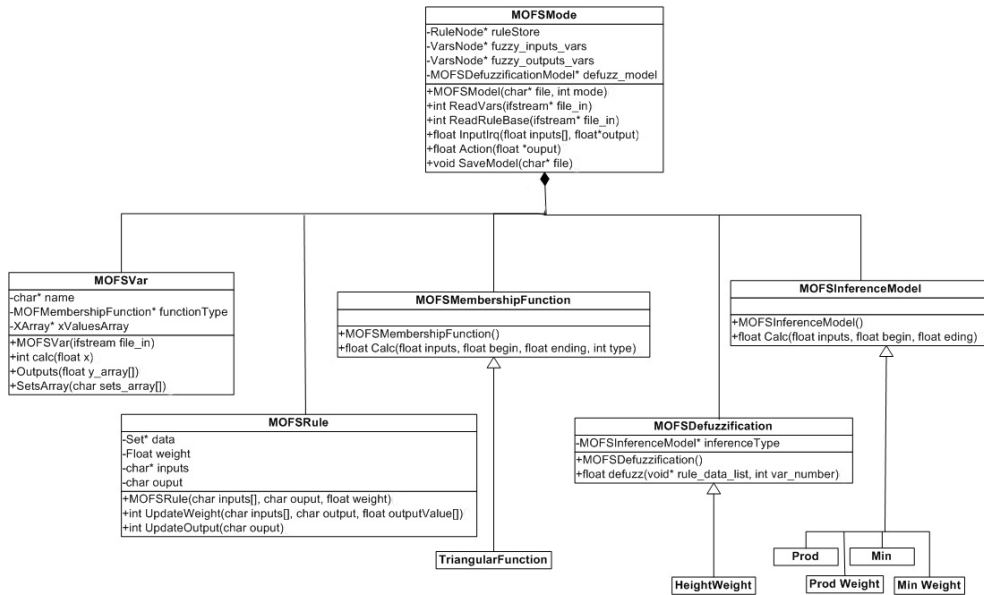 MOFSMode
-RuleNode* ruleStore
-VarsNode* fuzzy_inputs_vars
-VarsNode* fuzzy_outputs_vars
-MOFSDefuzzificationModel* defuzz_model
+MOFSModel(char* file, int mode)
+int ReadVars(ifstream* file_in)
+int ReadRuleBase(ifstream* file_in)
+float InputIrq(float inputs[], float*output)
+float Action(float *ouput)
+void SaveModel(char* file)
MOFSVar
-char* name
-MOFMembershipFunction* functionType
-XArray* xValuesArray
+MOFSVar(ifstream file_in)
+int calc(float x)
+Outputs(float y_array[])
+SetsArray(char sets_array[])
MOFSMembershipFunction
+MOFSMembershipFunction()
+float Calc(float inputs, float begin, float ending, int type)
MOFSInferenceModel
+MOFSInferenceModel()
+float Calc(float inputs, float begin, float eding)
MOFSRule
-Set* data
-Float weight
-char* inputs
-char ouput
+MOFSRule(char inputs[], char ouput, float weight)
+int UpdateWeight(char inputs[], char output, float outputValue[])
+int UpdateOutput(char ouput)
MOFSDefuzzification
-MOFSInferenceModel* inferenceType
+MOFSDefuzzification()
+float defuzz(void* rule_data_list, int var_number)
TriangularFunction
HeightWeight
Prod
Min
Prod Weight
Min Weight